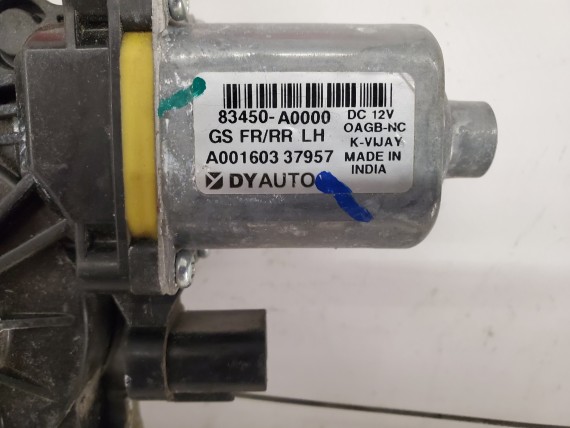 83450-A0000
GS FR/RR LH
A001603 37957
DYAUTO
DC 12V
OAGB-NC
K-VIJAY
MADE IN
INDIA